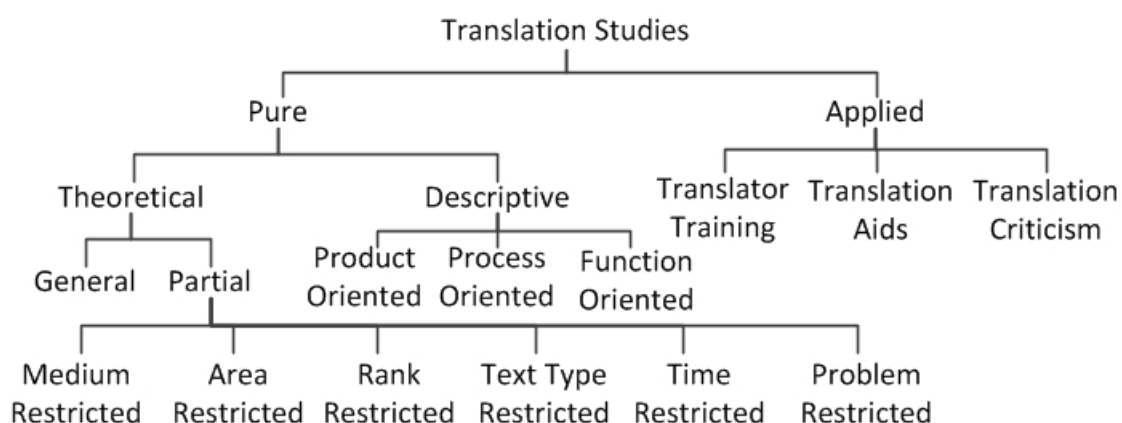 Translation Studies
Pure
Applied
Theoretical
Descriptive
Translator
Training
Translation
Aids
Translation
Criticism
General
Partial
Product
Oriented
Process
Oriented
Function
Oriented
Medium
Restricted
Area
Restricted
Rank
Restricted
Text Type
Restricted
Time
Restricted
Problem
Restricted